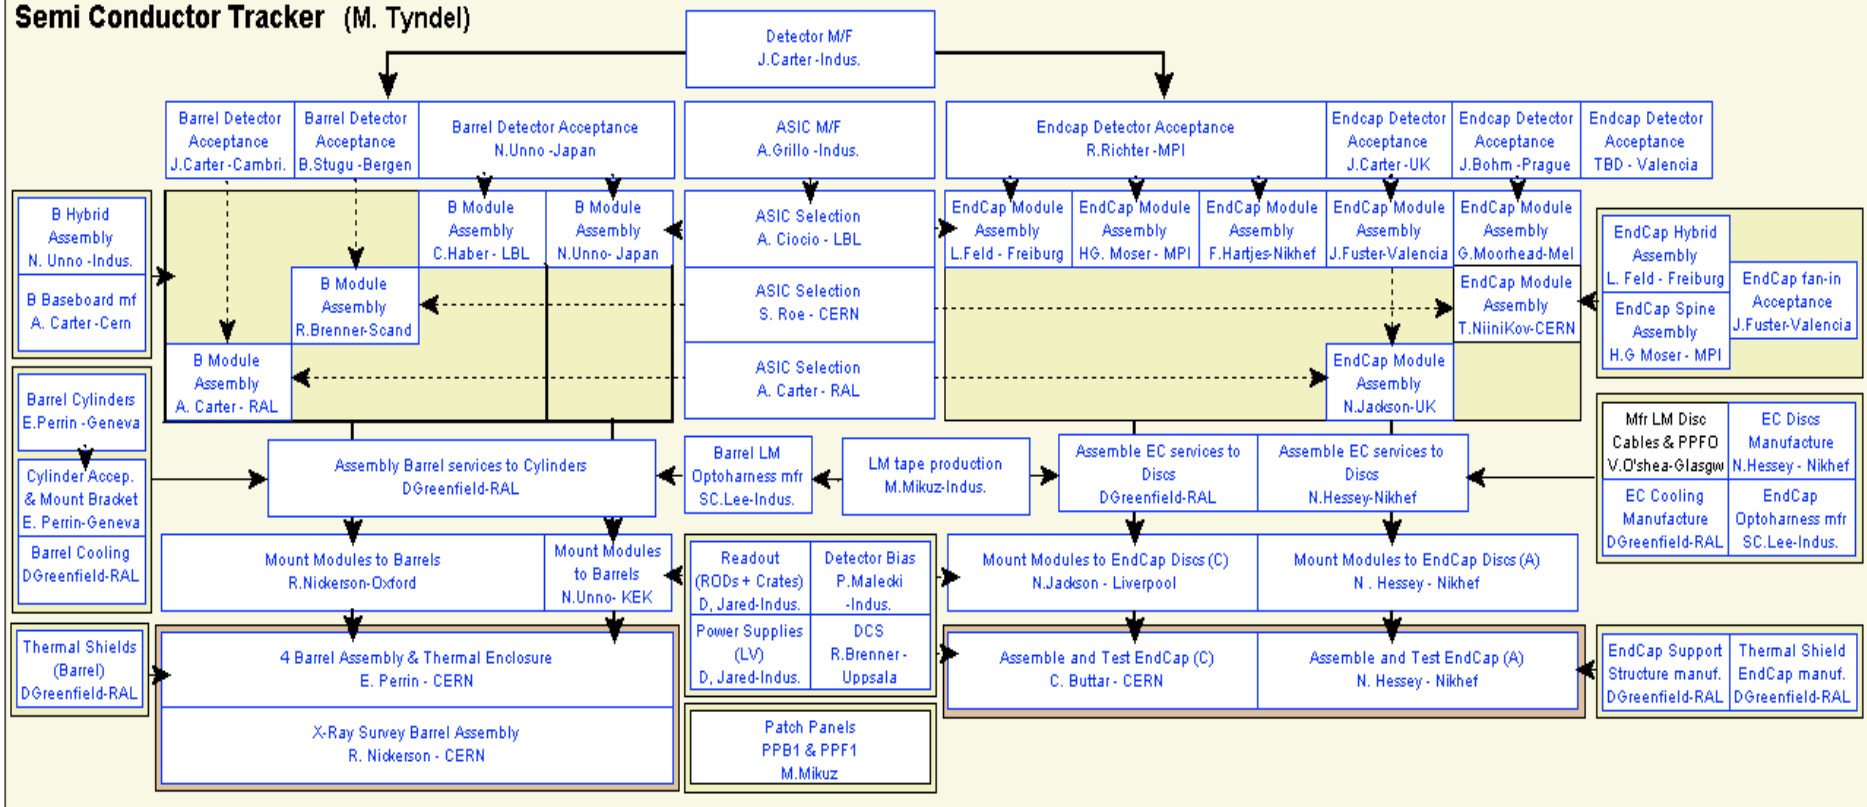 Semi Conductor Tracker (M. Tyndel)
Detector M/F
J.Carter -Indus.
Barrel Detector
Acceptance
J.Carter -Cambri.
Barrel Detector
Acceptance
B.Stugu -Bergen
Barrel Detector Acceptance
N.Unno -Japan
ASIC M/F
A.Grillo -Indus.
Endcap Detector Acceptance
R.Richter -MPI
Endcap Detector
Acceptance
J.Carter -UK
Endcap Detector
Acceptance
J.Bohm -Prague
Endcap Detector
Acceptance
TBD - Valencia
B Hybrid
Assembly
N. Unno -Indus.
B Baseboard mf
A. Carter -Cern
B Module
Assembly
C.Haber - LBL
B Module
Assembly
N.Unno- Japan
ASIC Selection
A. Ciocio - LBL
EndCap Module
Assembly
L.Feld - Freiburg
EndCap Module
Assembly
HG. Moser - MPI
EndCap Module
Assembly
F.Hartjes-Nikhef
EndCap Module
Assembly
J.Fuster-Valencia
EndCap Module
Assembly
G.Moorhead-Mel
EndCap Hybrid
Assembly
L. Feld - Freiburg
EndCap Spine
Assembly
H.G Moser - MPI
EndCap fan-in
Acceptance
J.Fuster-Valencia
B Module
Assembly
R.Brenner-Scand
ASIC Selection
S. Roe - CERN
EndCap Module
Assembly
T.NiiniKov-CERN
B Module
Assembly
A. Carter - RAL
ASIC Selection
A. Carter - RAL
EndCap Module
Assembly
N.Jackson-UK
Barrel Cylinders
E.Perrin -Geneva
Cylinder Accep.
& Mount Bracket
E. Perrin-Geneva
Barrel Cooling
DGreenfield-RAL
Assembly Barrel services to Cylinders
DGreenfield-RAL
Barrel LM
Optoharness mfr
SC.Lee-Indus.
LM tape production
M.Mikuz-Indus.
Assemble EC services to
Discs
DGreenfield-RAL
Assemble EC services to
Discs
N.Hessey-Nikhef
Mfr LM Disc
Cables & PPFO
V.O'shea-Glasgw
EC Discs
Manufacture
N.Hessey - Nikhef
EC Cooling
Manufacture
DGreenfield-RAL
EndCap
Optoharness mfr
SC.Lee-Indus.
Mount Modules to Barrels
R.Nickerson-Oxford
Mount Modules
to Barrels
N.Unno- KEK
Readout
(RODs + Crates)
D, Jared-Indus.
Detector Bias
P.Malecki
-Indus.
Mount Modules to EndCap Discs (C)
N.Jackson - Liverpool
Mount Modules to EndCap Discs (A)
N . Hessey - Nikhef
Power Supplies
(LV)
D, Jared-Indus.
DCS
R.Brenner -
Uppsala
Thermal Shields
(Barrel)
DGreenfield-RAL
4 Barrel Assembly & Thermal Enclosure
E. Perrin - CERN
Assemble and Test EndCap (C)
C. Buttar - CERN
Assemble and Test EndCap (A)
N. Hessey - Nikhef
EndCap Support
Structure manuf.
DGreenfield-RAL
Thermal Shield
EndCap manuf.
DGreenfield-RAL
X-Ray Survey Barrel Assembly
R. Nickerson - CERN
Patch Panels
PPB1 & PPF1
M.Mikuz